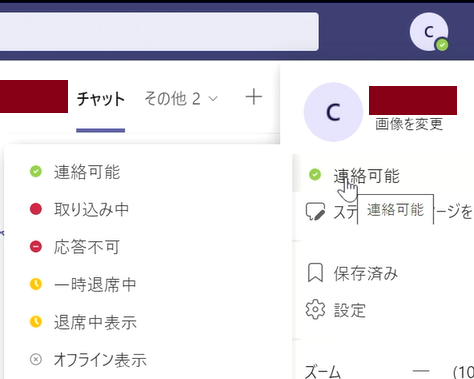 C
チャット その他 2
C
画像を変更
連絡可能
取り込み中
応答不可
一時退席中
退席中表示
オフライン表示
連絡可能
ステ
連絡可能
ージを
保存済み
設定
ズーム — (10